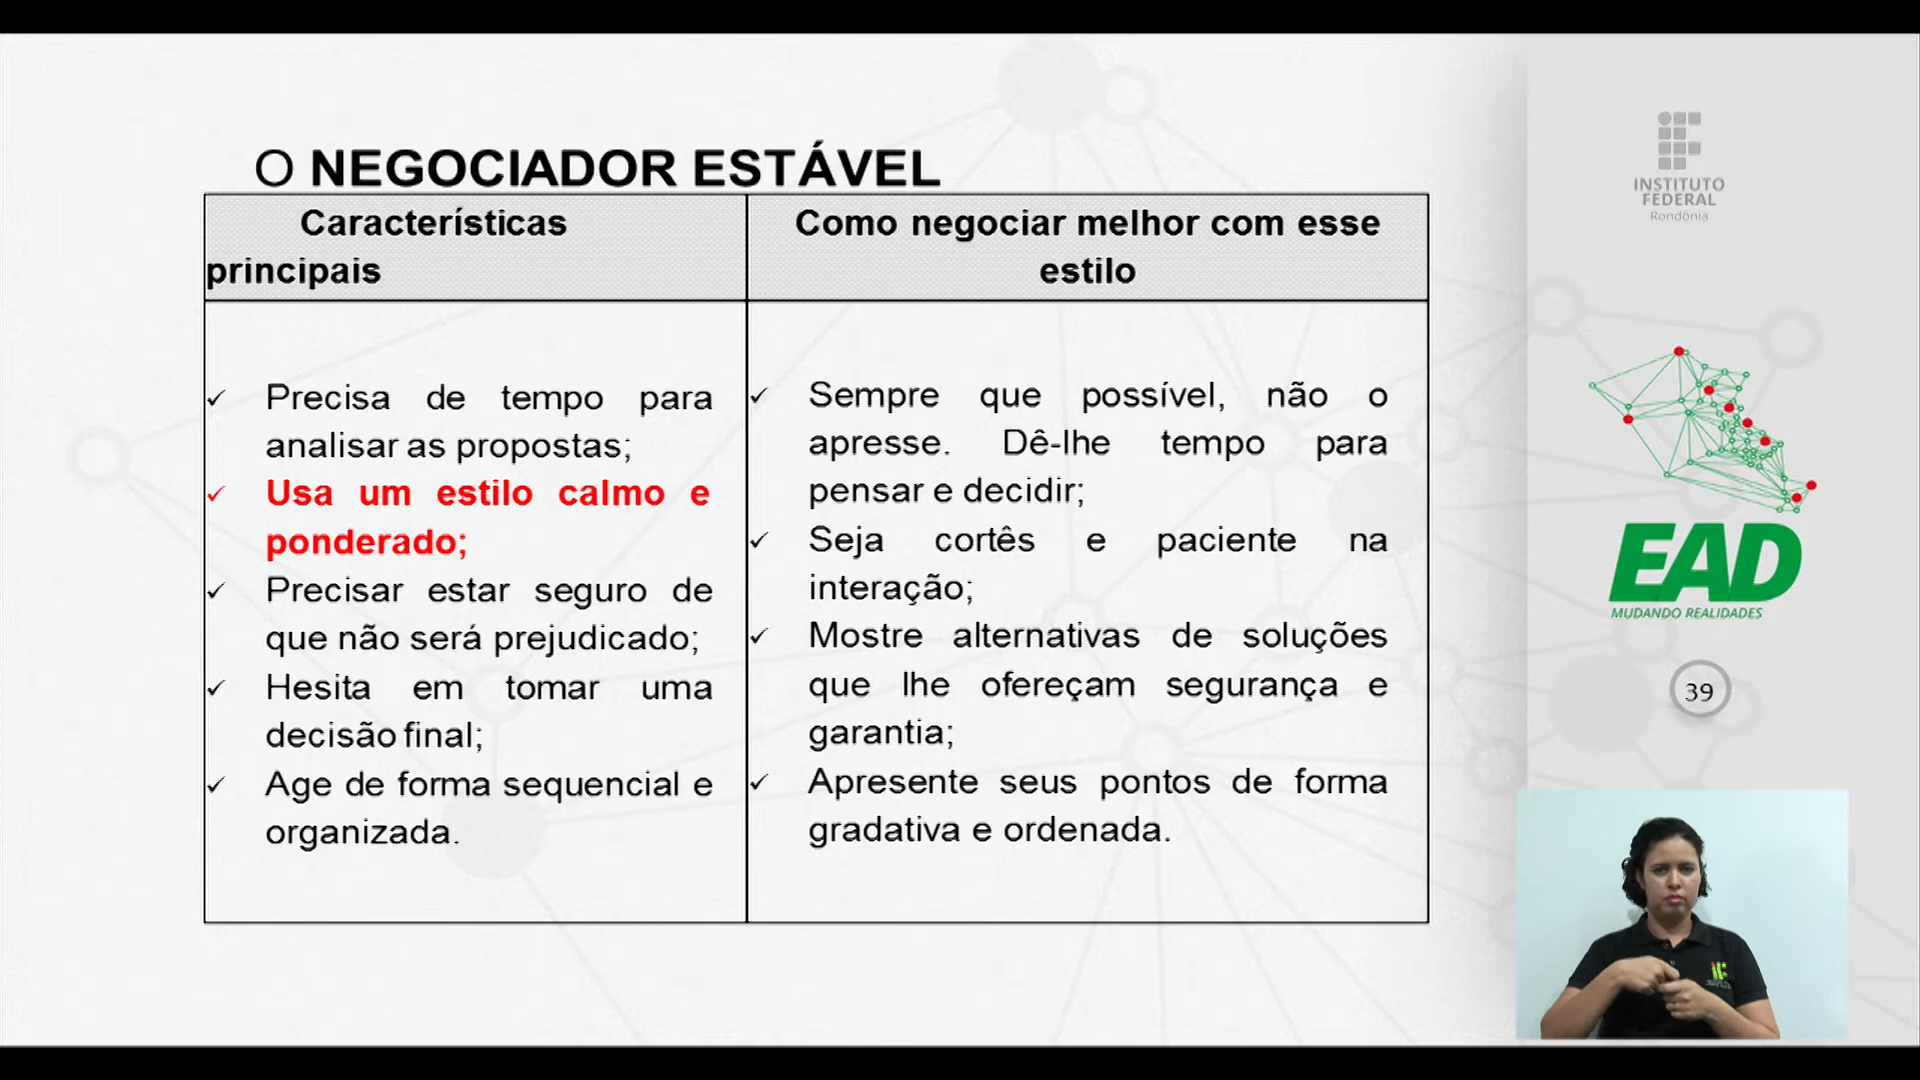 O NEGOCIADOR ESTÁVEL
Características
principais
Como negociar melhor com esse
estilo
Precisa de tempo para
analisar as propostas;
Usa um estilo calmo e
ponderado;
Precisar estar seguro de
que não será prejudicado;
Hesita em tomar uma
decisão final;
Age de forma sequencial e
organizada.
Sempre que possível, não o
apresse. Dê-lhe tempo para
pensar e decidir;
Seja cortês e paciente na
interação;
Mostre alternativas de soluções
que lhe ofereçam segurança e
garantia;
Apresente seus pontos de forma
gradativa e ordenada.
INSTITUTO
FEDERAL
Rondônia
EAD
MUDANDO REALIDADES
39